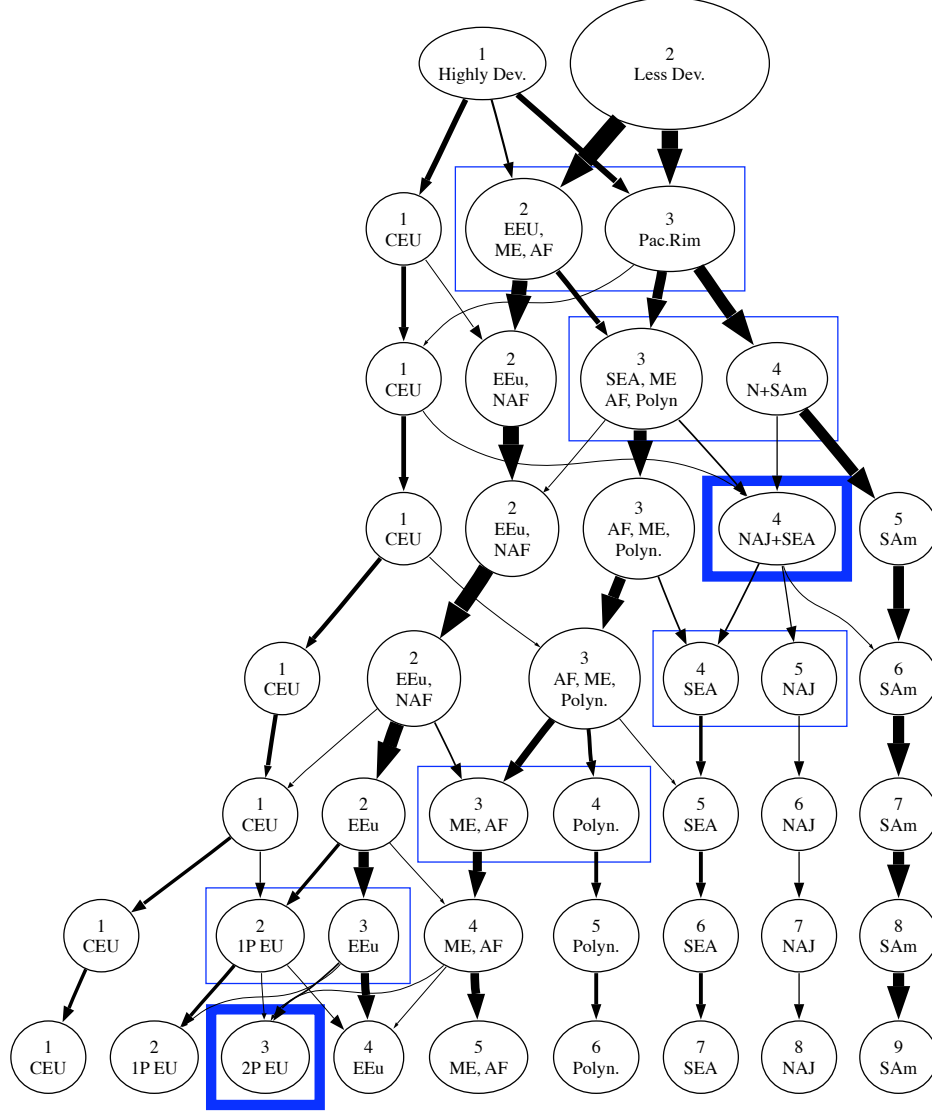 1
Highly Dev.
2
Less Dev.
1
CEU
2
EEU,
ME, AF
3
Pac.Rim
1
CEU
2
EEu,
NAF
3
SEA, ME
AF, Polyn
4
N+SAm
1
CEU
2
EEu,
NAF
3
AF, ME,
Polyn.
4
NAJ+SEA
5
SAm
1
CEU
2
EEu,
NAF
3
AF, ME,
Polyn.
4
SEA
5
NAJ
6
SAm
1
CEU
2
EEu
3
ME, AF
4
Polyn.
5
SEA
6
NAJ
7
SAm
1
CEU
2
1P EU
3
EEu
4
ME, AF
5
Polyn.
6
SEA
7
NAJ
8
SAm
1
CEU
2
1P EU
3
2P EU
4
EEu
5
ME, AF
6
Polyn.
7
SEA
8
NAJ
9
SAm